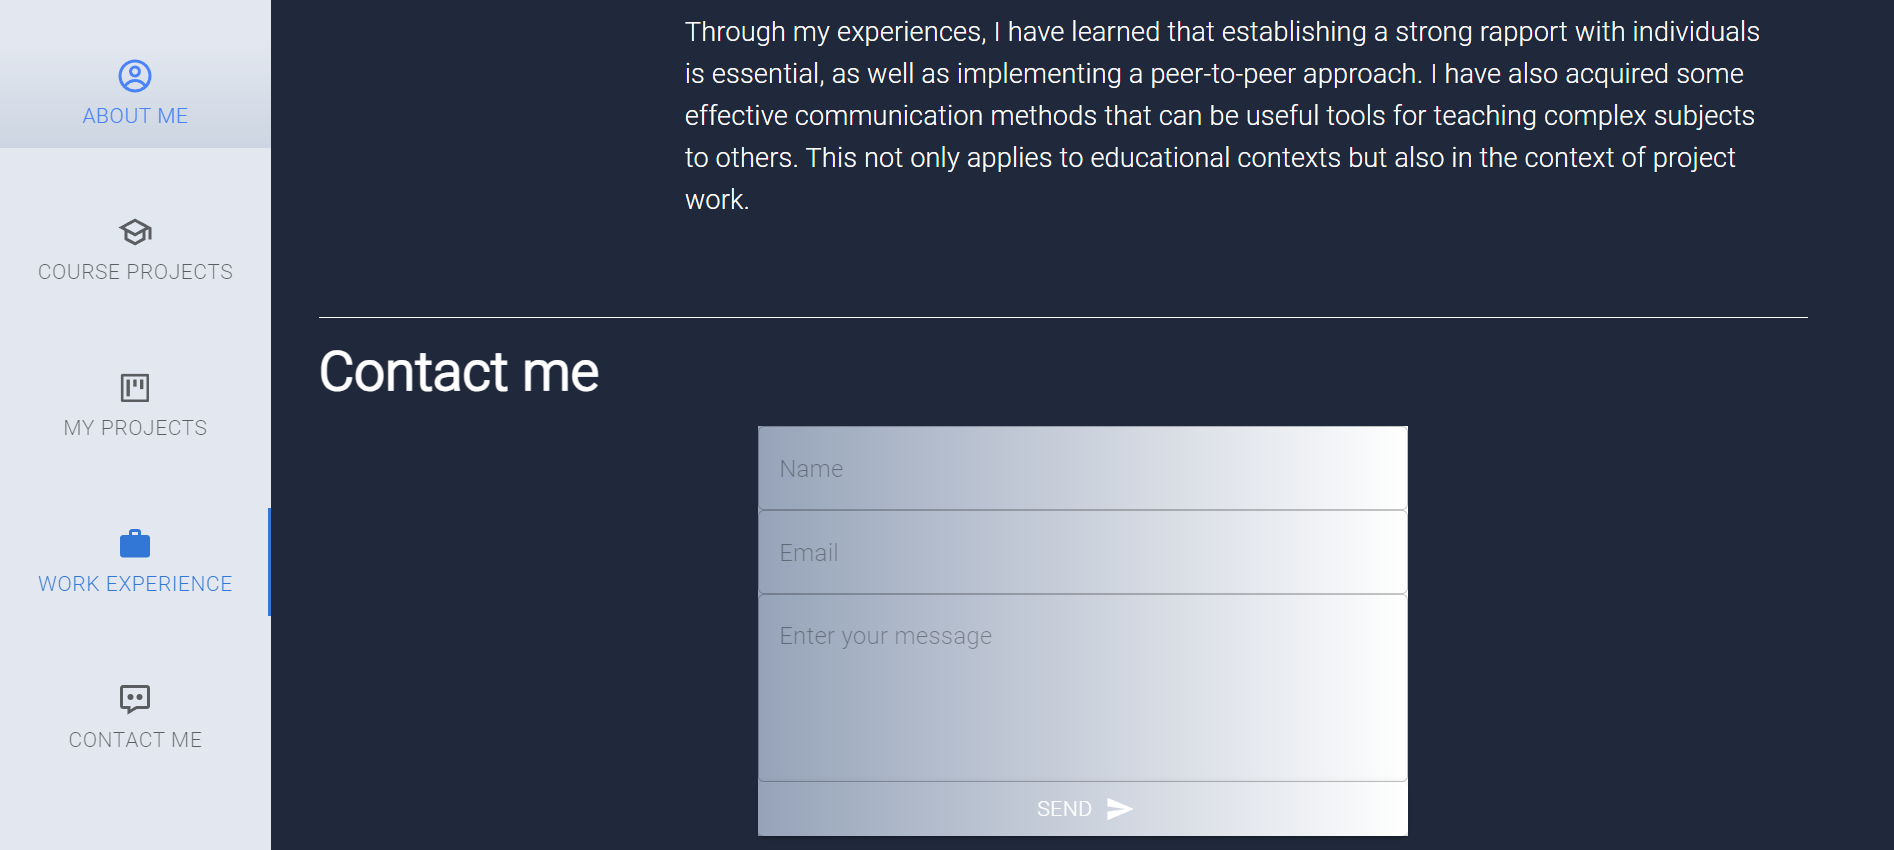 ABOUT ME
COURSE PROJECTS
MY PROJECTS
WORK EXPERIENCE
CONTACT ME
Through my experiences, I have learned that establishing a strong rapport with individuals
is essential, as well as implementing a peer-to-peer approach. I have also acquired some
effective communication methods that can be useful tools for teaching complex subjects
to others. This not only applies to educational contexts but also in the context of project
work.
Contact me
Name
Email
Enter your message
SEND